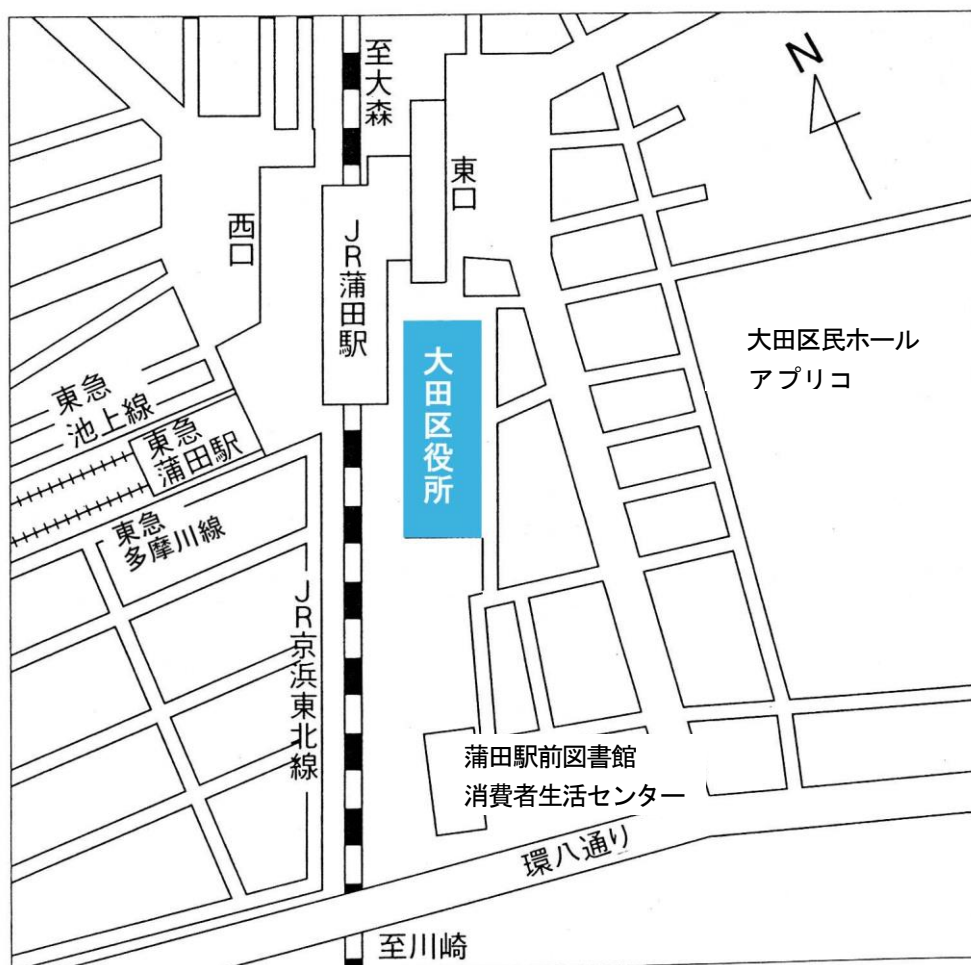 至大森
N
東口
西口
JR蒲田駅
大田区民ホール
アプリコ
大田区役所
東急
池上線
東急
蒲田駅
東急
多摩川線
JR京浜東北線
蒲田駅前図書館
消費者生活センター
環八通り
至川崎